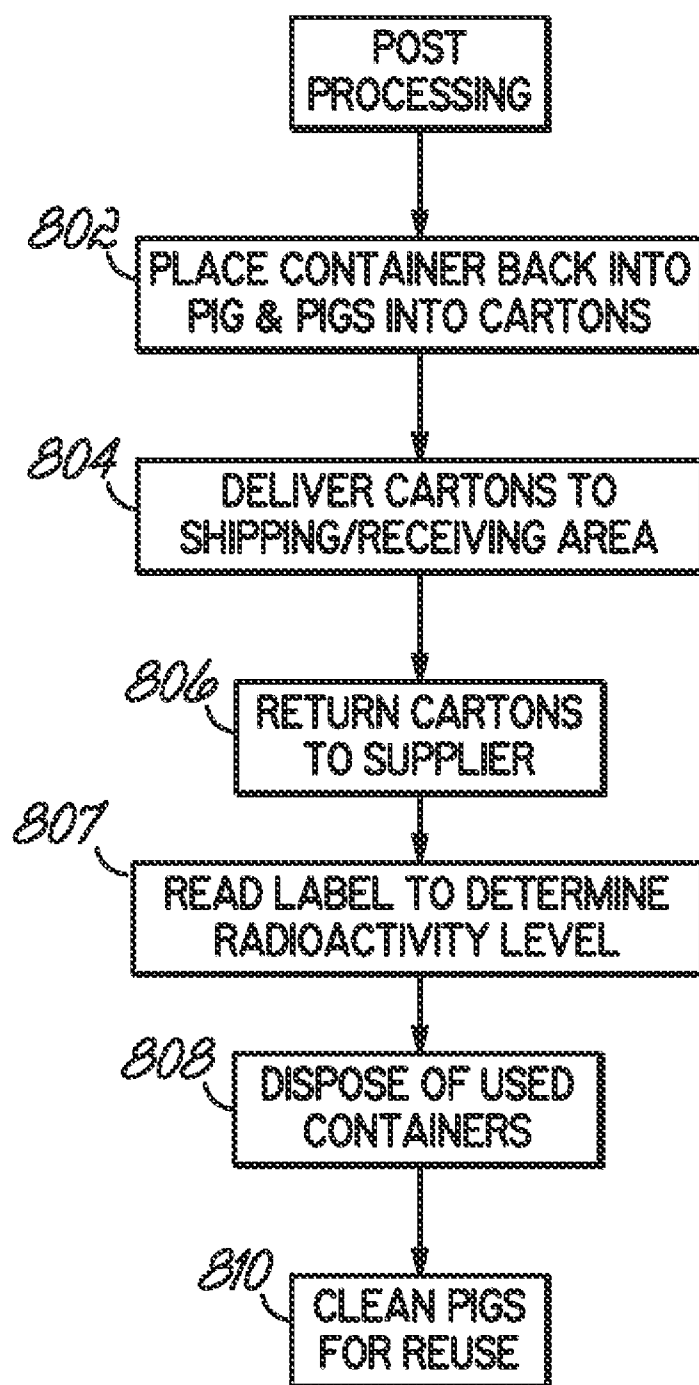 POST
PROCESSING
802
PLACE CONTAINER BACK INTO
PIG & PIGS INTO CARTONS
804
DELIVER CARTONS TO
SHIPPING/RECEIVING AREA
806
RETURN CARTONS
TO SUPPLIER
807
READ LABEL TO DETERMINE
RADIOACTIVITY LEVEL
808
DISPOSE OF USED
CONTAINERS
810
CLEAN PIGS
FOR REUSE